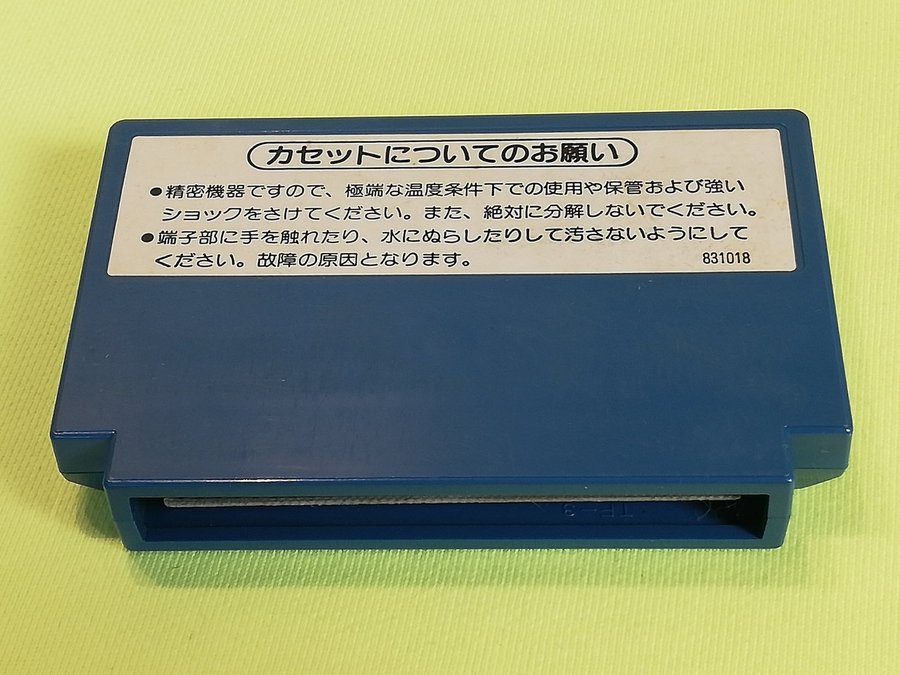 カセットについてのお願い
●精密機器ですので、極端な温度条件下での使用や保管および強い
ショックをさけてください。また、絶対に分解しないでください。
●端子部に手を触れたり、水にぬらしたりして汚さないようにして
ください。故障の原因となります。 831018
TF-3